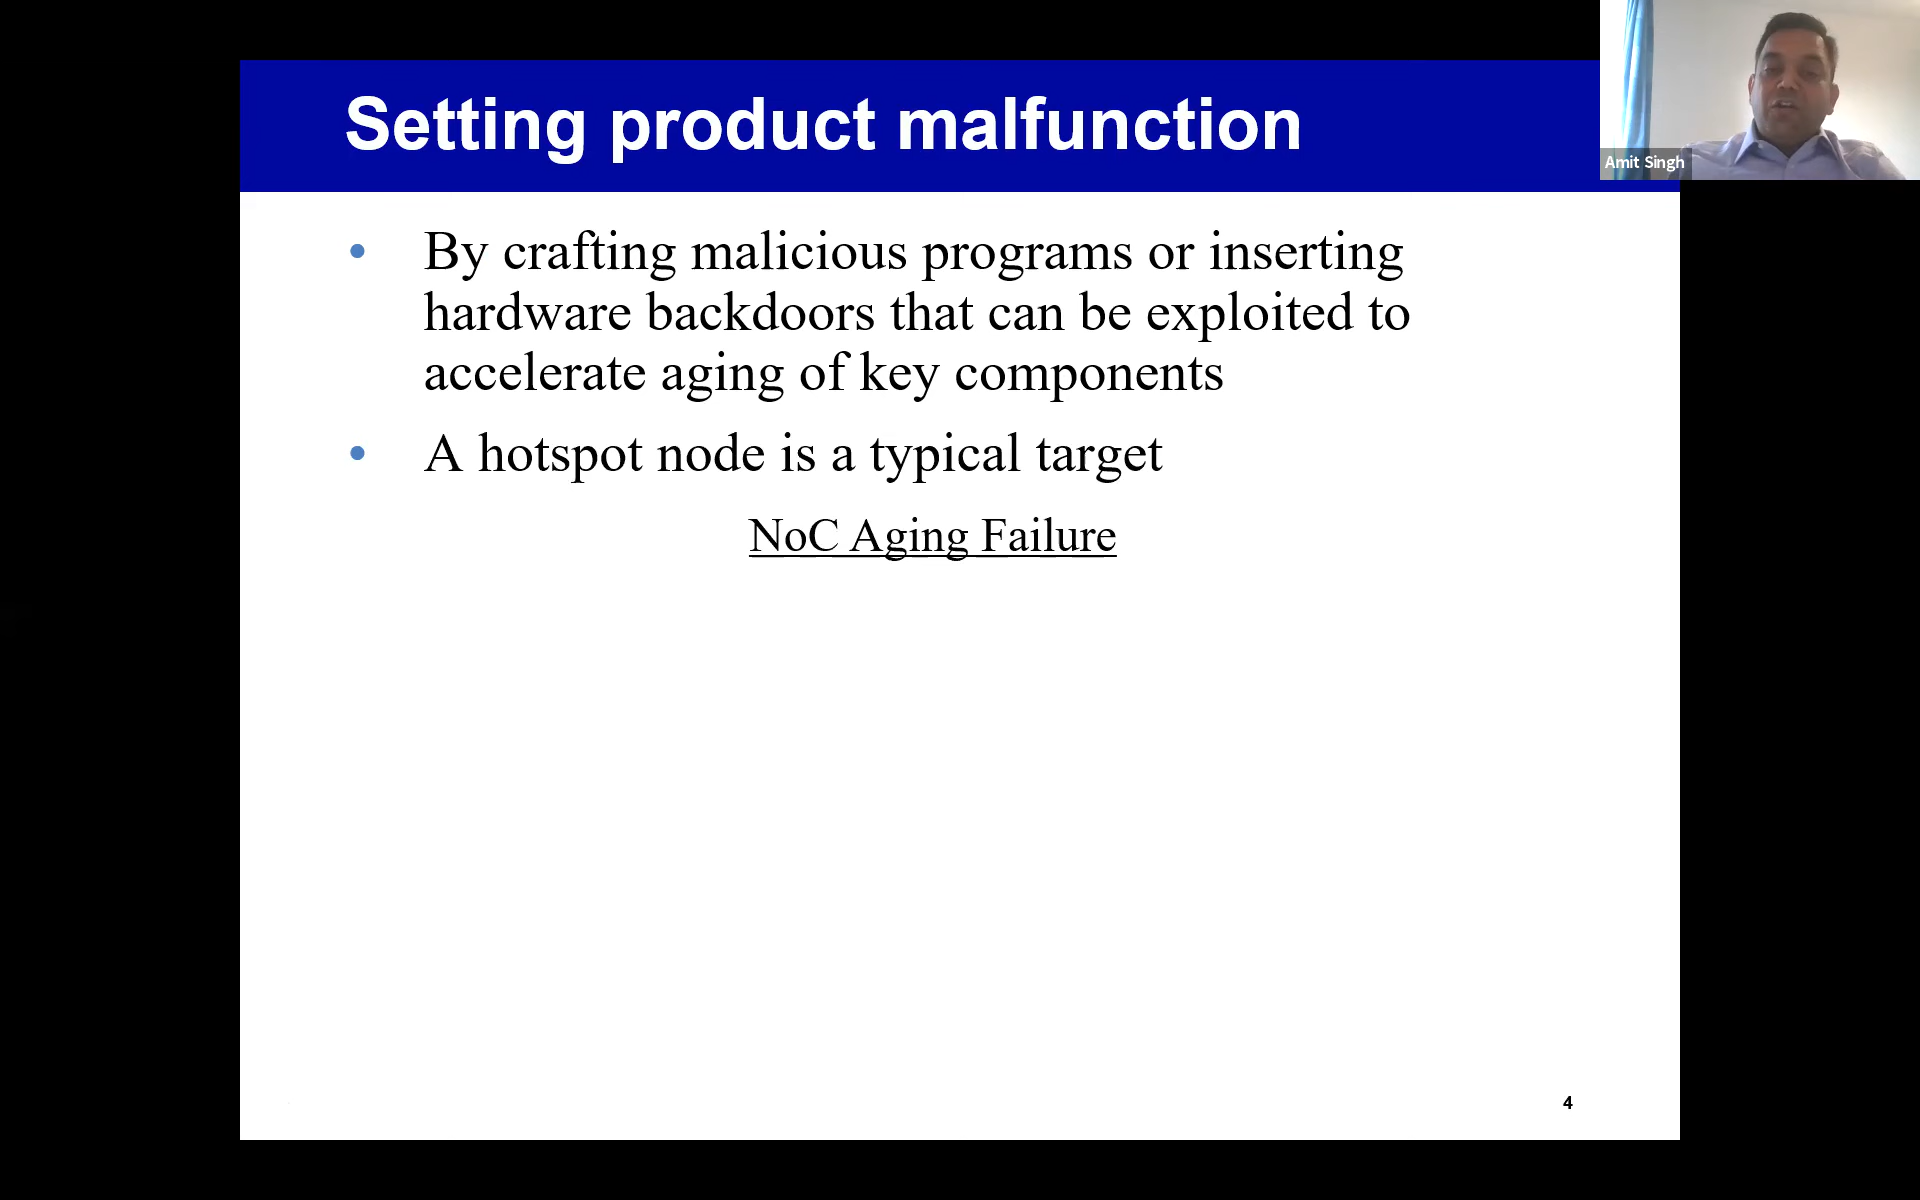 Setting product malfunction
Amit Singh
• By crafting malicious programs or inserting
hardware backdoors that can be exploited to
accelerate aging of key components
• A hotspot node is a typical target
NoC Aging Failure
4